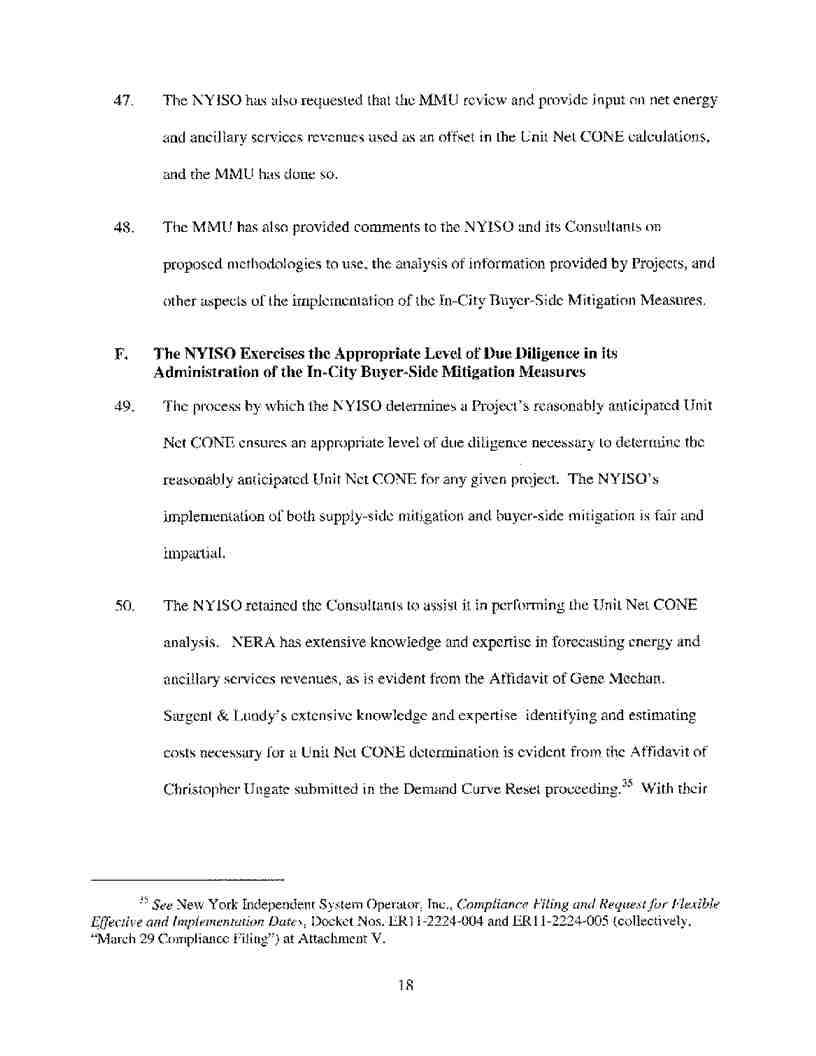 47. The NYISO has also requested that the MMU review and provide input on net energy
and ancillary services revenues used as an offset in the Unit Net CONE calculations,
and the MMU has done so.
48. The MMU has also provided comments to the NYISO and its Consultants on
proposed methodologies to use, the analysis of information provided by Projects, and
other aspects of the implementation of the In-City Buyer-Side Mitigation Measures.
F. The NYISO Exercises the Appropriate Level of Due Diligence in its
Administration of the In-City Buyer-Side Mitigation Measures
49. The process by which the NYISO determines a Project's reasonably anticipated Unit
Net CONE ensures an appropriate level of due diligence necessary to determine the
reasonably anticipated Unit Net CONE for any given project. The NYISO's
implementation of both supply-side mitigation and buyer-side mitigation is fair and
impartial.
50. The NYISO retained the Consultants to assist it in performing the Unit Net CONE
analysis. NERA has extensive knowledge and expertise in forecasting energy and
ancillary services revenues, as is evident from the Affidavit of Gene Meehan.
Sargent & Lundy's extensive knowledge and expertise identifying and estimating
costs necessary for a Unit Net CONE determination is evident from the Affidavit of
Christopher Ungate submitted in the Demand Curve Reset proceeding.35 With their
35 See New York Independent System Operator, Inc., Compliance Filing and Request for Flexible
Effective and Implementation Dates, Docket Nos. ER11-2224-004 and ER11-2224-005 (collectively,
"March 29 Compliance Filing") at Attachment V.
18